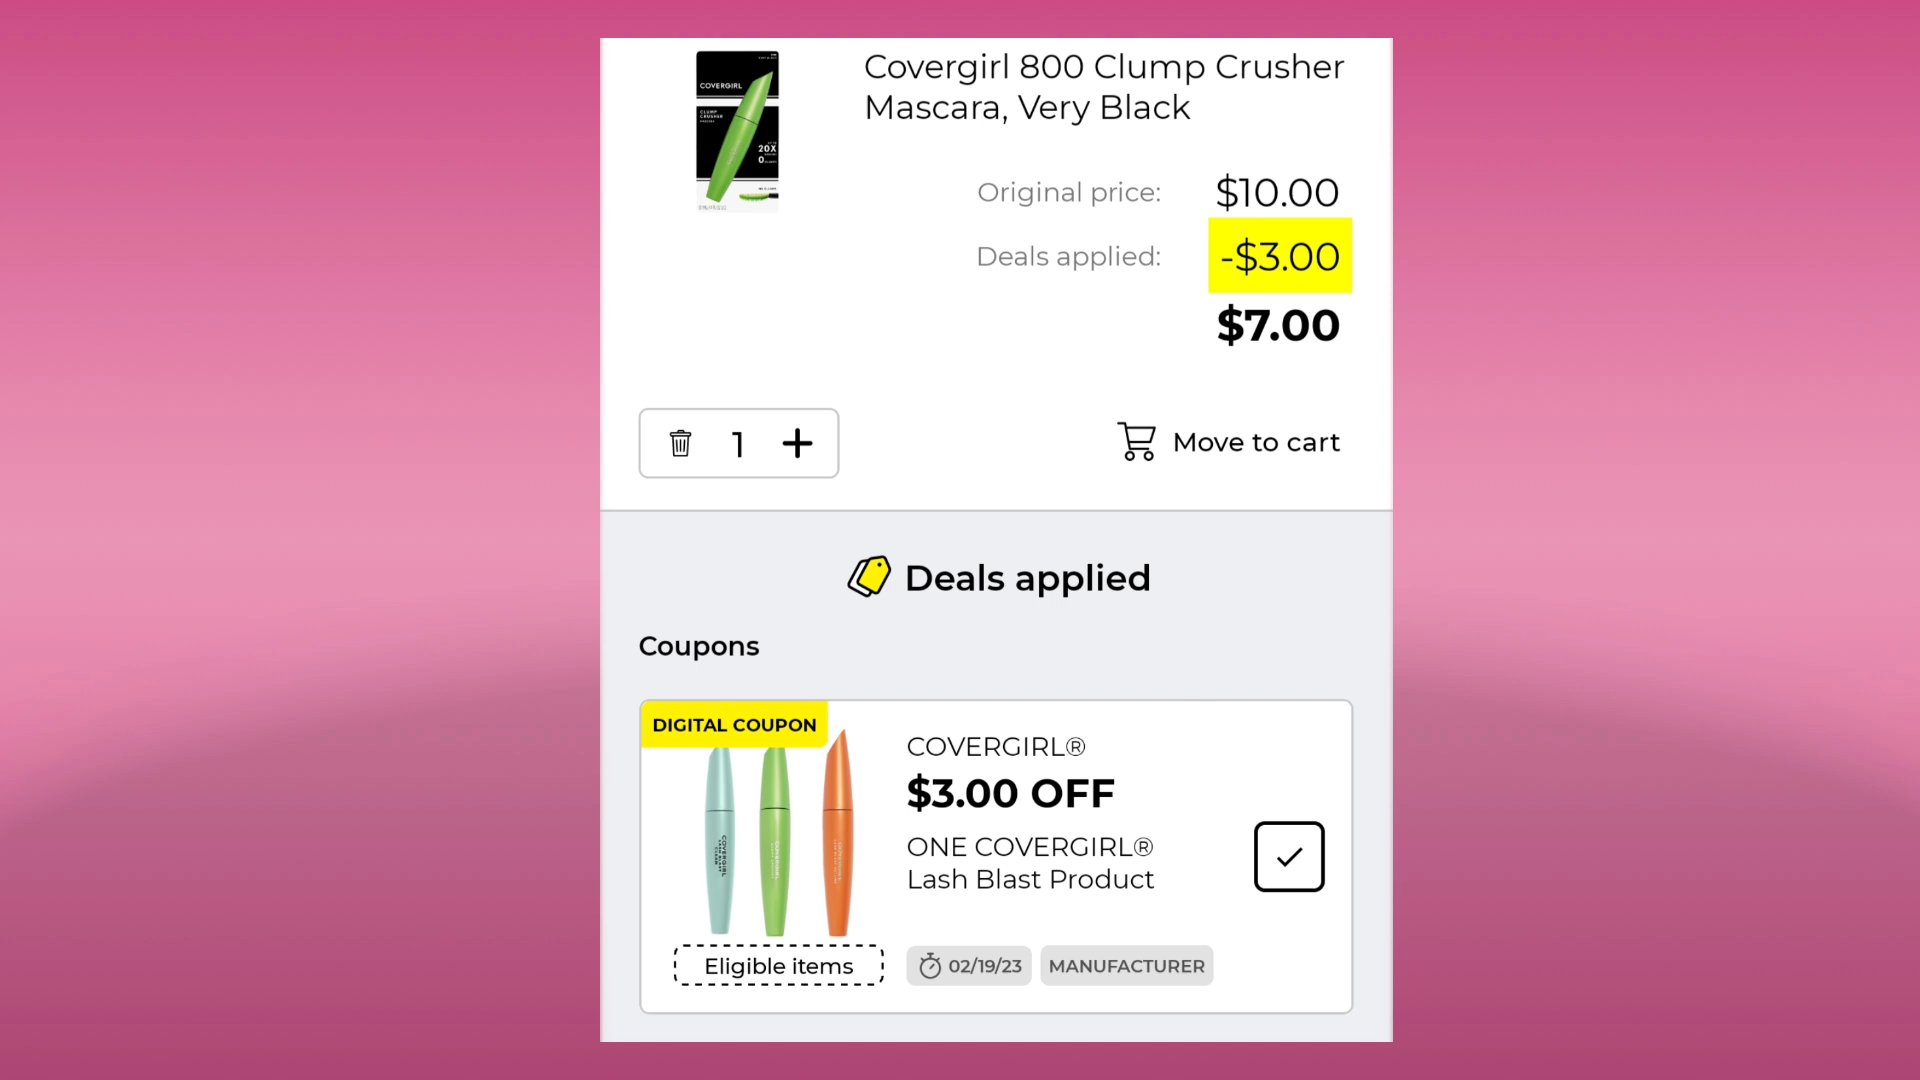 COVERGIRL
CLUMP
CRUSHER
20X
0
Covergirl 800 Clump Crusher
Mascara, Very Black
Original price: $10.00
Deals applied: -$3.00
$7.00
1
Move to cart
Deals applied
Coupons
DIGITAL COUPON
COVERGIRL®
$3.00 OFF
ONE COVERGIRL®
Lash Blast Product
COVERGIRL
Eligible items
02/19/23
MANUFACTURER